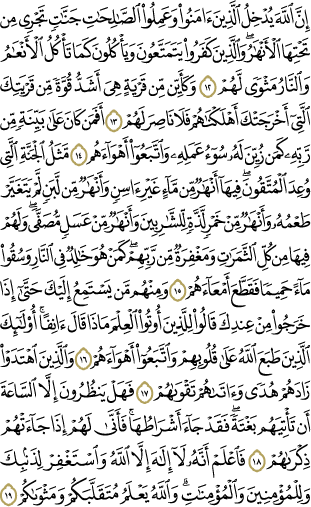 إِنَّ ٱللَّهَ يُدۡخِلُ ٱلَّذِينَ ءَامَنُواْ وَعَمِلُواْ ٱلصَّٰلِحَٰتِ جَنَّٰتٖ تَجۡرِي مِن
تَحۡتِهَا ٱلۡأَنۡهَٰرُۖ وَٱلَّذِينَ كَفَرُواْ يَتَمَتَّعُونَ وَيَأۡكُلُونَ كَمَا تَأۡكُلُ ٱلۡأَنۡعَٰمُ
وَٱلنَّارُ مَثۡوٗى لَّهُمۡ ١٢ وَكَأَيِّن مِّن قَرۡيَةٍ هِيَ أَشَدُّ قُوَّةٗ مِّن قَرۡيَتِكَ
ٱلَّتِيٓ أَخۡرَجَتۡكَ أَهۡلَكۡنَٰهُمۡ فَلَا نَاصِرَ لَهُمۡ ١٣ أَفَمَن كَانَ عَلَىٰ بَيِّنَةٖ مِّن
رَّبِّهِۦ كَمَن زُيِّنَ لَهُۥ سُوٓءُ عَمَلِهِۦ وَٱتَّبَعُوٓاْ أَهۡوَآءَهُم ١٤ مَّثَلُ ٱلۡجَنَّةِ ٱلَّتِي
وُعِدَ ٱلۡمُتَّقُونَۖ فِيهَآ أَنۡهَٰرٞ مِّن مَّآءٍ غَيۡرِ ءَاسِنٖ وَأَنۡهَٰرٞ مِّن لَّبَنٖ لَّمۡ يَتَغَيَّرۡ
طَعۡمُهُۥ وَأَنۡهَٰرٞ مِّنۡ خَمۡرٖ لَّذَّةٖ لِّلشَّٰرِبِينَ وَأَنۡهَٰرٞ مِّنۡ عَسَلٖ مُّصَفّٗىۖ وَلَهُمۡ
فِيهَا مِن كُلِّ ٱلثَّمَرَٰتِ وَمَغۡفِرَةٞ مِّن رَّبِّهِمۡۖ كَمَنۡ هُوَ خَٰلِدٞ فِي ٱلنَّارِ وَسُقُواْ
مَآءً حَمِيمٗا فَقَطَّعَ أَمۡعَآءَهُمۡ ١٥ وَمِنۡهُم مَّن يَسۡتَمِعُ إِلَيۡكَ حَتَّىٰٓ إِذَا
خَرَجُواْ مِنۡ عِندِكَ قَالُواْ لِلَّذِينَ أُوتُواْ ٱلۡعِلۡمَ مَاذَا قَالَ ءَانِفًاۚ أُوْلَٰٓئِكَ
ٱلَّذِينَ طَبَعَ ٱللَّهُ عَلَىٰ قُلُوبِهِمۡ وَٱتَّبَعُوٓاْ أَهۡوَآءَهُمۡ ١٦ وَٱلَّذِينَ ٱهۡتَدَوۡاْ
زَادَهُمۡ هُدٗى وَءَاتَىٰهُمۡ تَقۡوَىٰهُمۡ ١٧ فَهَلۡ يَنظُرُونَ إِلَّا ٱلسَّاعَةَ
أَن تَأۡتِيَهُم بَغۡتَةٗۖ فَقَدۡ جَآءَ أَشۡرَاطُهَاۚ فَأَنَّىٰ لَهُمۡ إِذَا جَآءَتۡهُمۡ
ذِكۡرَىٰهُمۡ ١٨ فَٱعۡلَمۡ أَنَّهُۥ لَآ إِلَٰهَ إِلَّا ٱللَّهُ وَٱسۡتَغۡفِرۡ لِذَنۢبِكَ
وَلِلۡمُؤۡمِنِينَ وَٱلۡمُؤۡمِنَٰتِۗ وَٱللَّهُ يَعۡلَمُ مُتَقَلَّبَكُمۡ وَمَثۡوَىٰكُمۡ ١٩